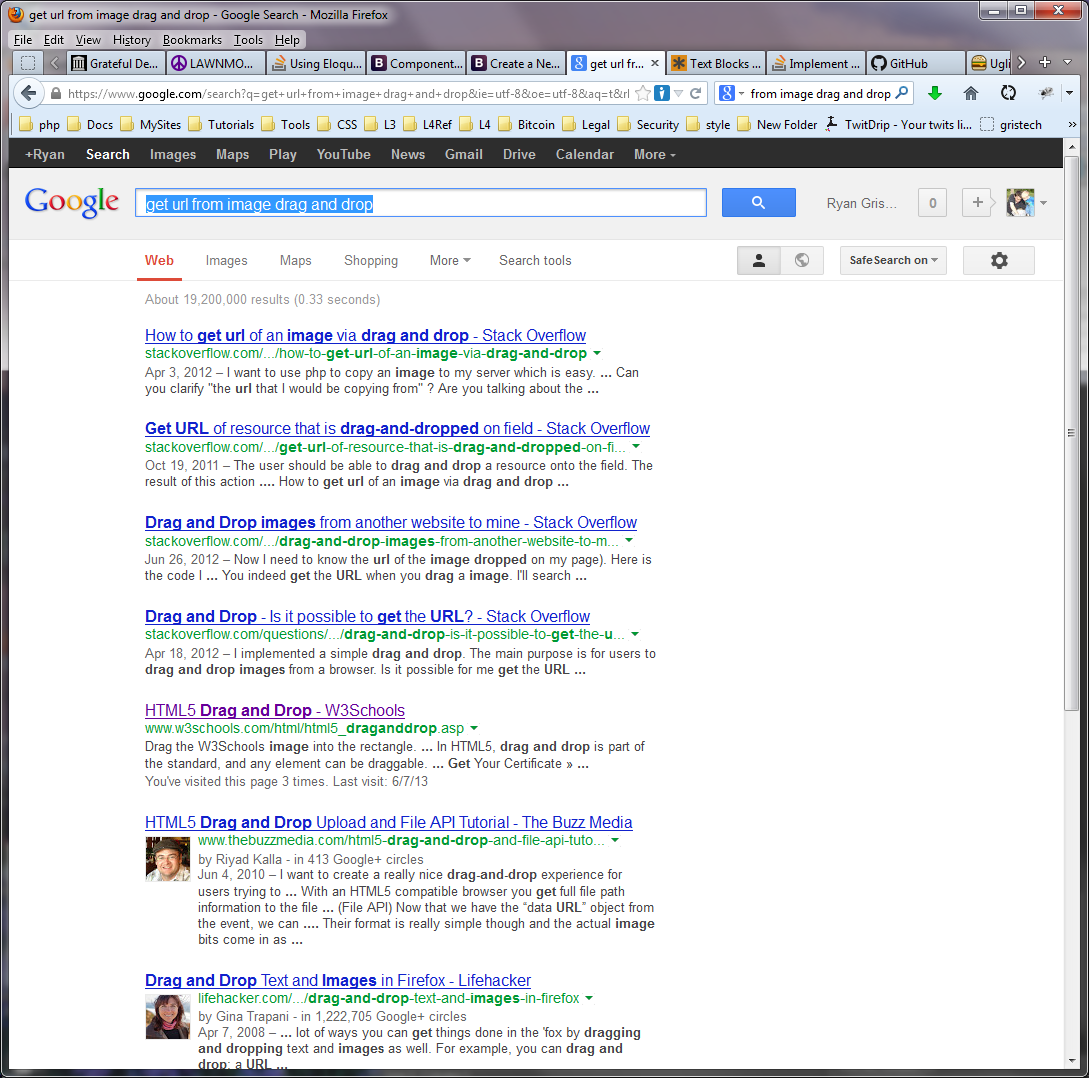 get url from image drag and drop - Google Search - Mozilla Firefox
File Edit View History Bookmarks Tools Help
Grateful De... LAWNMO... Using Eloqu... Component... Create a Ne... get url fr... Text Blocks ... Implement ... GitHub Ugli
https://www.google.com/search?q=get+url+from+image+drag+and+drop&ie=utf-8&oe=utf-8&aq=t&rl from image drag and drop
php Docs MySites Tutorials Tools CSS L3 L4Ref L4 Bitcoin Legal Security style New Folder TwitDrip - Your twits li... gristech
+Ryan Search Images Maps Play YouTube News Gmail Drive Calendar More
Google get url from image drag and drop Ryan Gris... 0 +
Web Images Maps Shopping More Search tools SafeSearch on
About 19,200,000 results (0.33 seconds)
How to get url of an image via drag and drop - Stack Overflow
stackoverflow.com/.../how-to-get-url-of-an-image-via-drag-and-drop
Apr 3, 2012 – I want to use php to copy an image to my server which is easy. ... Can
you clarify "the url that I would be copying from" ? Are you talking about the ...
Get URL of resource that is drag-and-dropped on field - Stack Overflow
stackoverflow.com/.../get-url-of-resource-that-is-drag-and-dropped-on-fi...
Oct 19, 2011 – The user should be able to drag and drop a resource onto the field. The
result of this action .... How to get url of an image via drag and drop ...
Drag and Drop images from another website to mine - Stack Overflow
stackoverflow.com/.../drag-and-drop-images-from-another-website-to-m...
Jun 26, 2012 – Now I need to know the url of the image dropped on my page). Here is
the code I ... You indeed get the URL when you drag a image. I'll search ...
Drag and Drop - Is it possible to get the URL? - Stack Overflow
stackoverflow.com/questions/.../drag-and-drop-is-it-possible-to-get-the-u...
Apr 18, 2012 – I implemented a simple drag and drop. The main purpose is for users to
drag and drop images from a browser. Is it possible for me get the URL ...
HTML5 Drag and Drop - W3Schools
www.w3schools.com/html/html5_draganddrop.asp
Drag the W3Schools image into the rectangle. ... In HTML5, drag and drop is part of
the standard, and any element can be draggable. ... Get Your Certificate » ...
You've visited this page 3 times. Last visit: 6/7/13
HTML5 Drag and Drop Upload and File API Tutorial - The Buzz Media
www.thebuzzmedia.com/html5-drag-and-drop-and-file-api-tuto...
by Riyad Kalla - in 413 Google+ circles
Jun 4, 2010 – I want to create a really nice drag-and-drop experience for
users trying to ... With an HTML5 compatible browser you get full file path
information to the file ... (File API) Now that we have the “data URL” object from
the event, we can .... Their format is really simple though and the actual image
bits come in as ...
Drag and Drop Text and Images in Firefox - Lifehacker
lifehacker.com/.../drag-and-drop-text-and-images-in-firefox
by Gina Trapani - in 1,222,705 Google+ circles
Apr 7, 2008 – ... lot of ways you can get things done in the 'fox by dragging
and dropping text and images as well. For example, you can drag and
drop: a URL ...